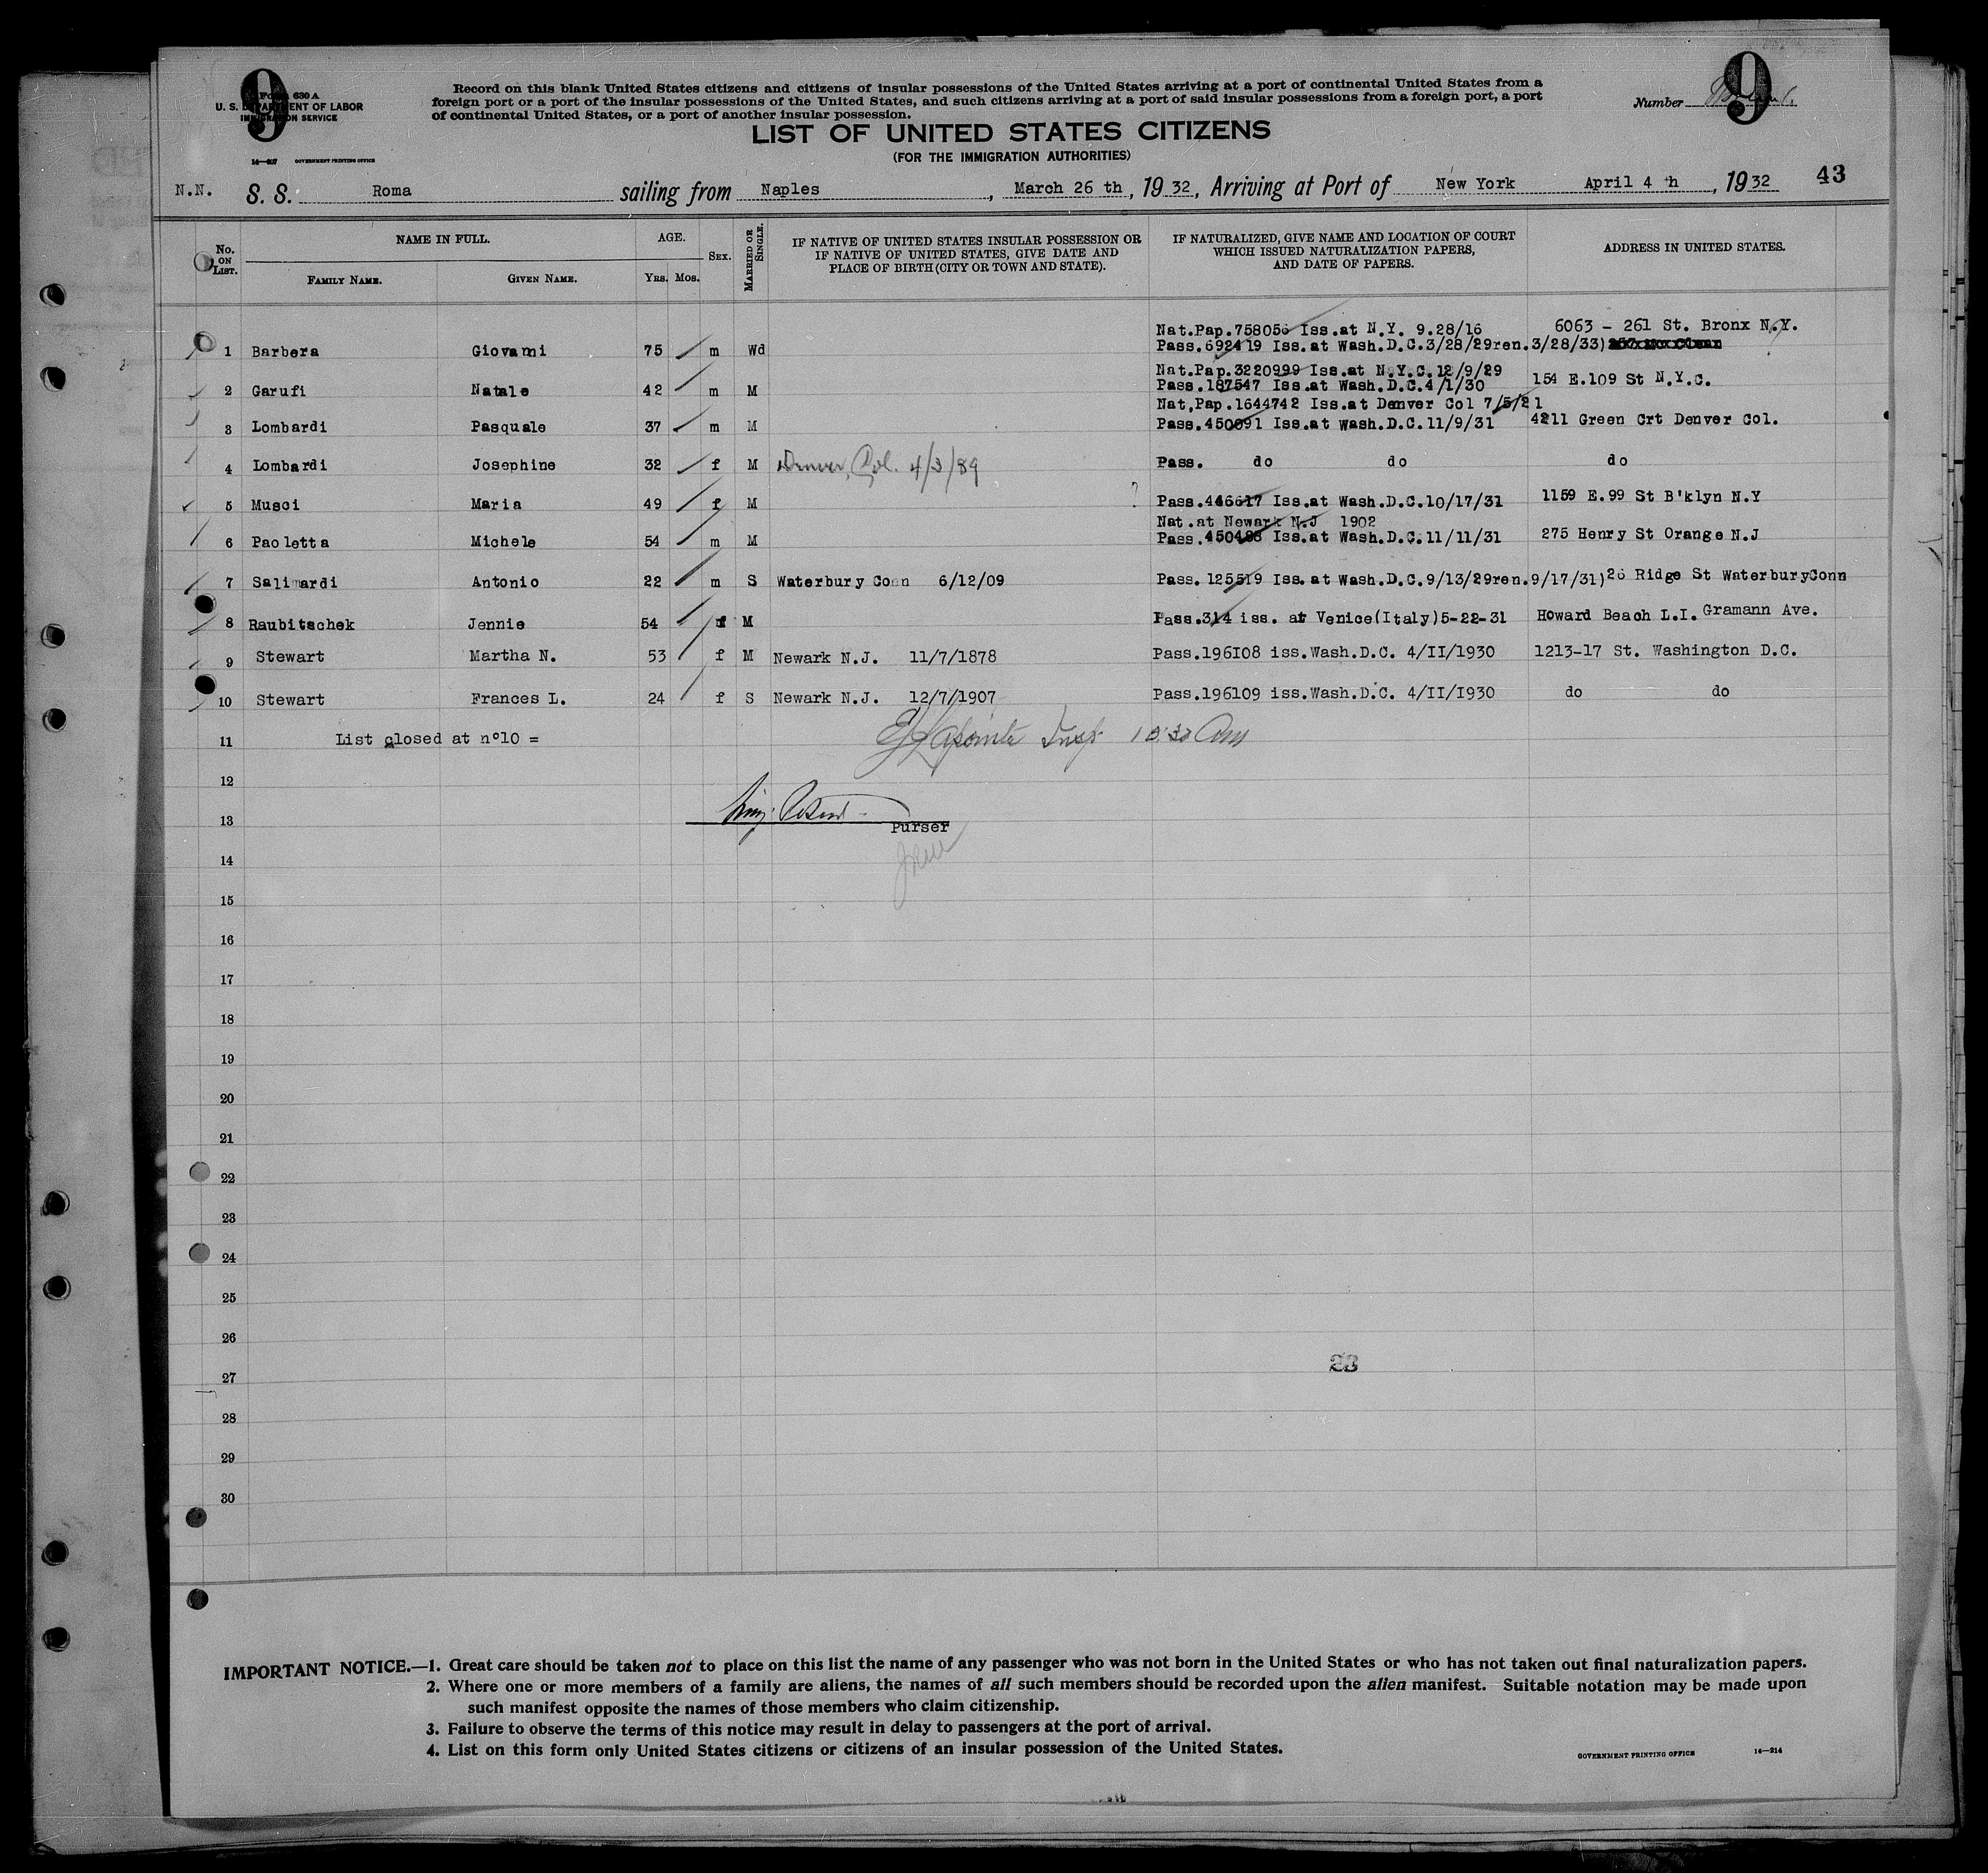 9
Form 630 A
U. S. DEPARTMENT OF LABOR
IMMIGRATION SERVICE
14—607 GOVERNMENT PRINTING OFFICE
Record on this blank United States citizens and citizens of insular possessions of the United States arriving at a port of continental United States from a
foreign port or a port of the insular possessions of the United States, and such citizens arriving at a port of said insular possessions from a foreign port, a port
of continental United States, or a port of another insular possession.
Number
9
LIST OF UNITED STATES CITIZENS
(FOR THE IMMIGRATION AUTHORITIES)
N.N. S. S. Roma sailing from Naples, March 26 th, 1932, Arriving at Port of New York April 4 th, 1932 43
No. ON LIST. NAME IN FULL. AGE. SEX. MARRIED OR SINGLE. IF NATIVE OF UNITED STATES INSULAR POSSESSION OR IF NATIVE OF UNITED STATES, GIVE DATE AND PLACE OF BIRTH (CITY OR TOWN AND STATE). IF NATURALIZED, GIVE NAME AND LOCATION OF COURT WHICH ISSUED NATURALIZATION PAPERS, AND DATE OF PAPERS. ADDRESS IN UNITED STATES.
FAMILY NAME. GIVEN NAME. YRS. MOS.
Nat.Pap.758056 Iss.at N.Y. 9.28/16 6063 - 261 St. Bronx N.Y.
1 Barbera Giovanni 75 m Wd Pass.692419 Iss.at Wash.D.C.3/28/29ren.3/28/33)
Nat.Pap.3220999 Iss.at N.Y.C.12/9/29
2 Garufi Natale 42 m M Pass.187547 Iss.at Wash.D.C.4/1/30 154 E.109 St N.Y.C.
Nat.Pap.1644742 Iss.at Denver Col 7/5/21
3 Lombardi Pasquale 37 m M Pass.450091 Iss.at Wash.D.C.11/9/31 4211 Green Crt Denver Col.
4 Lombardi Josephine 32 f M Denver, Col. 4/3/89 Pass. do do do
5 Musci Maria 49 f M ? Pass.446617 Iss.at Wash.D.C.10/17/31 1159 E.99 St B'klyn N.Y
Nat.at Newark N.J 1902
6 Paoletta Michele 54 m M Pass.450488 Iss.at Wash.D.C.11/11/31 275 Henry St Orange N.J
7 Salimardi Antonio 22 m S Waterbury Conn 6/12/09 Pass.125519 Iss.at Wash.D.C.9/13/29ren.9/17/31) 26 Ridge St WaterburyConn
8 Raubitschek Jennie 54 f M Pass.314 iss. at Venice(Italy)5-22-31 Howard Beach L.I. Gramann Ave.
9 Stewart Martha N. 53 f M Newark N.J. 11/7/1878 Pass.196I08 iss.Wash.D.C. 4/II/1930 1213-17 St. Washington D.C.
10 Stewart Frances L. 24 f S Newark N.J. 12/7/1907 Pass.196109 iss.Wash.D.C. 4/II/I930 do do
11 List closed at n°10 = Lapointe Insp 10:30 Am
12
13
Purser
14
15
16
17
18
19
20
21
22
23
24
25
26
23
27
28
29
30
IMPORTANT NOTICE.—1. Great care should be taken not to place on this list the name of any passenger who was not born in the United States or who has not taken out final naturalization papers.
2. Where one or more members of a family are aliens, the names of all such members should be recorded upon the alien manifest. Suitable notation may be made upon
such manifest opposite the names of those members who claim citizenship.
3. Failure to observe the terms of this notice may result in delay to passengers at the port of arrival.
4. List on this form only United States citizens or citizens of an insular possession of the United States.
GOVERNMENT PRINTING OFFICE 14—214